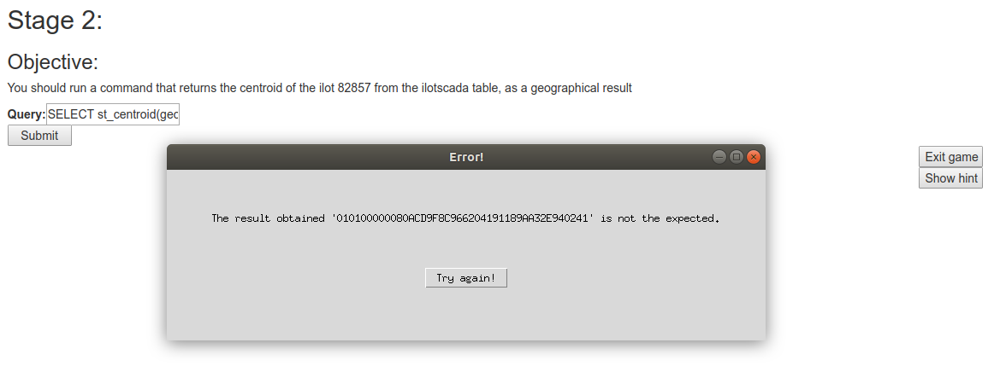 Stage 2:
Objective:
You should run a command that returns the centroid of the ilot 82857 from the ilotscada table, as a geographical result
Query: SELECT st_centroid(geo
Submit
Error!
Exit game
Show hint
The result obtained '010100000080ACD9F8C966204191189AA32E940241' is not the expected.
Try again!